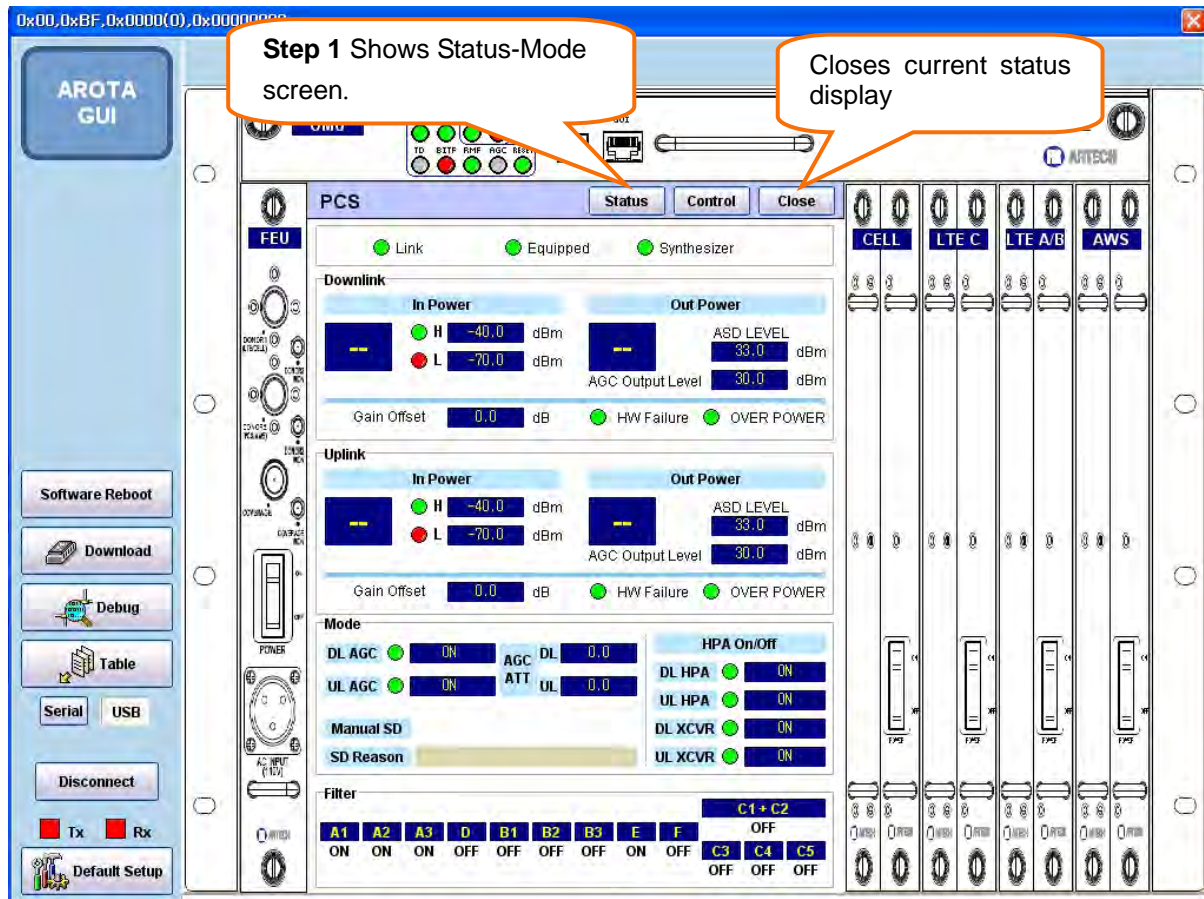 0x00,0xBF,0x0000(0),0x00000000
Step 1 Shows Status-Mode
screen.
Closes current status
display
AROTA
GUI
TD BITF RMF AGC RESET
ARTECH
PCS Status Control Close
FEU
CELL LTE C LTE A/B AWS
Link Equipped Synthesizer
Downlink
In Power Out Power
-- H -40.0 dBm
L -70.0 dBm
-- ASD LEVEL
33.0 dBm
AGC Output Level 30.0 dBm
Gain Offset 0.0 dB HW Failure OVER POWER
Uplink
In Power Out Power
-- H -40.0 dBm
L -70.0 dBm
-- ASD LEVEL
33.0 dBm
AGC Output Level 30.0 dBm
Gain Offset 0.0 dB HW Failure OVER POWER
Mode
DL AGC ON
UL AGC ON
AGC ATT
DL 0.0
UL 0.0
Manual SD
SD Reason
HPA On/Off
DL HPA ON
UL HPA ON
DL XCVR ON
UL XCVR ON
Filter
A1 A2 A3 D B1 B2 B3 E F
ON ON ON OFF OFF OFF OFF ON OFF
C1 + C2
OFF
C3 C4 C5
OFF OFF OFF
POWER
AC INPUT
(110V)
ARTECH
Software Reboot
Download
Debug
Table
Serial USB
Disconnect
Tx Rx
Default Setup